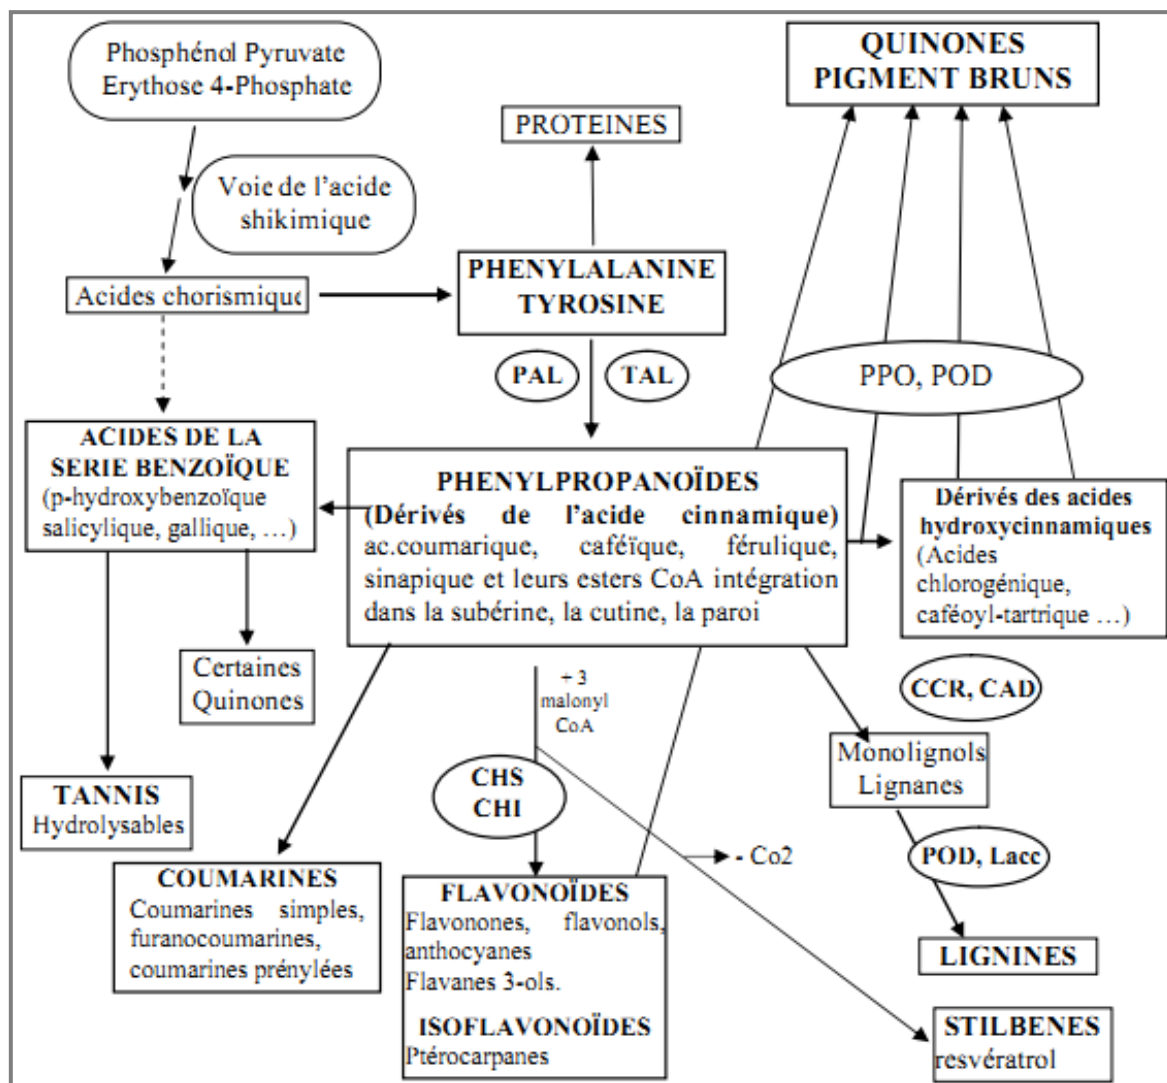 Phosphénol Pyruvate
Erythose 4-Phosphate
QUINONES
PIGMENT BRUNS
PROTEINES
Voie de l'acide
shikimique
PHENYLALANINE
TYROSINE
Acides chorismique
PAL
TAL
PPO, POD
ACIDES DE LA
SERIE BENZOÏQUE
(p-hydroxybenzoïque
salicylique, gallique, …)
PHENYLPROPANOÏDES
(Dérivés de l'acide cinnamique)
ac.coumarique, caféïque, férulique,
sinapique et leurs esters CoA intégration
dans la subérine, la cutine, la paroi
Dérivés des acides
hydroxycinnamiques
(Acides
chlorogénique,
caféoyl-tartrique …)
Certaines
Quinones
+ 3
malonyl
CoA
CCR, CAD
Monolignols
Lignanes
CHS
CHI
TANNIS
Hydrolysables
- Co2
POD, Lacc
COUMARINES
Coumarines simples,
furanocoumarines,
coumarines prénylées
FLAVONOÏDES
Flavonones, flavonols,
anthocyanes
Flavanes 3-ols.
ISOFLAVONOÏDES
Ptérocarpanes
LIGNINES
STILBENES
resvératrol